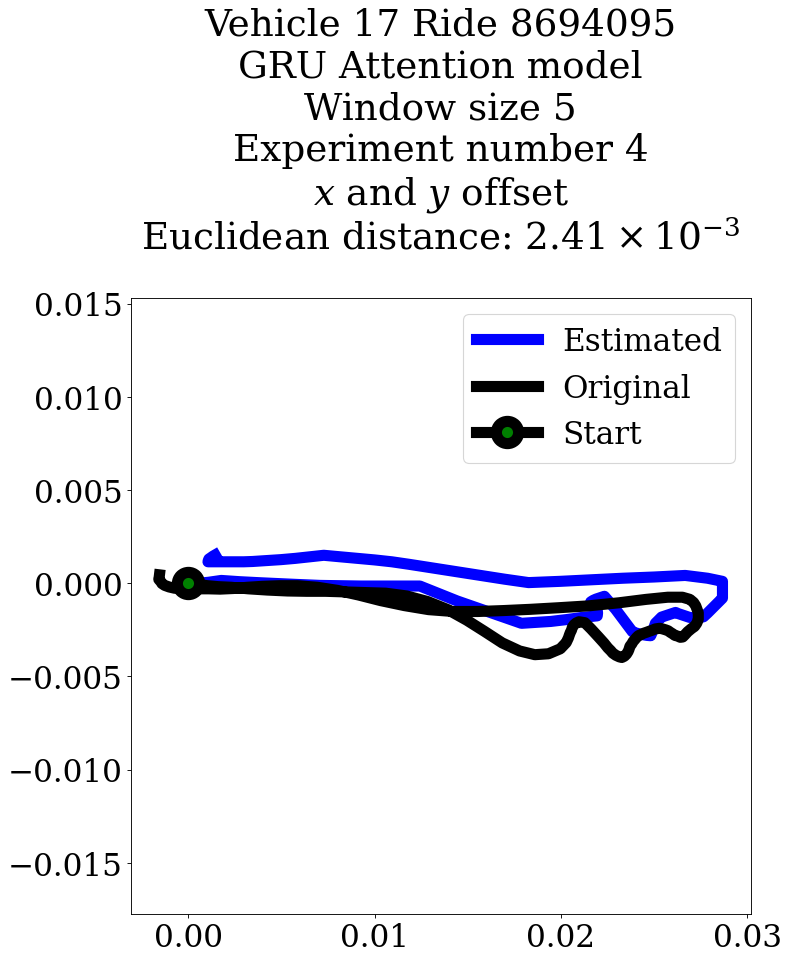 Vehicle 17 Ride 8694095
GRU Attention model
Window size 5
Experiment number 4
x and y offset
Euclidean distance: 2.41 × 10⁻³
0.015
0.010
0.005
0.000
−0.005
−0.010
−0.015
Estimated
Original
Start
0.00 0.01 0.02 0.03